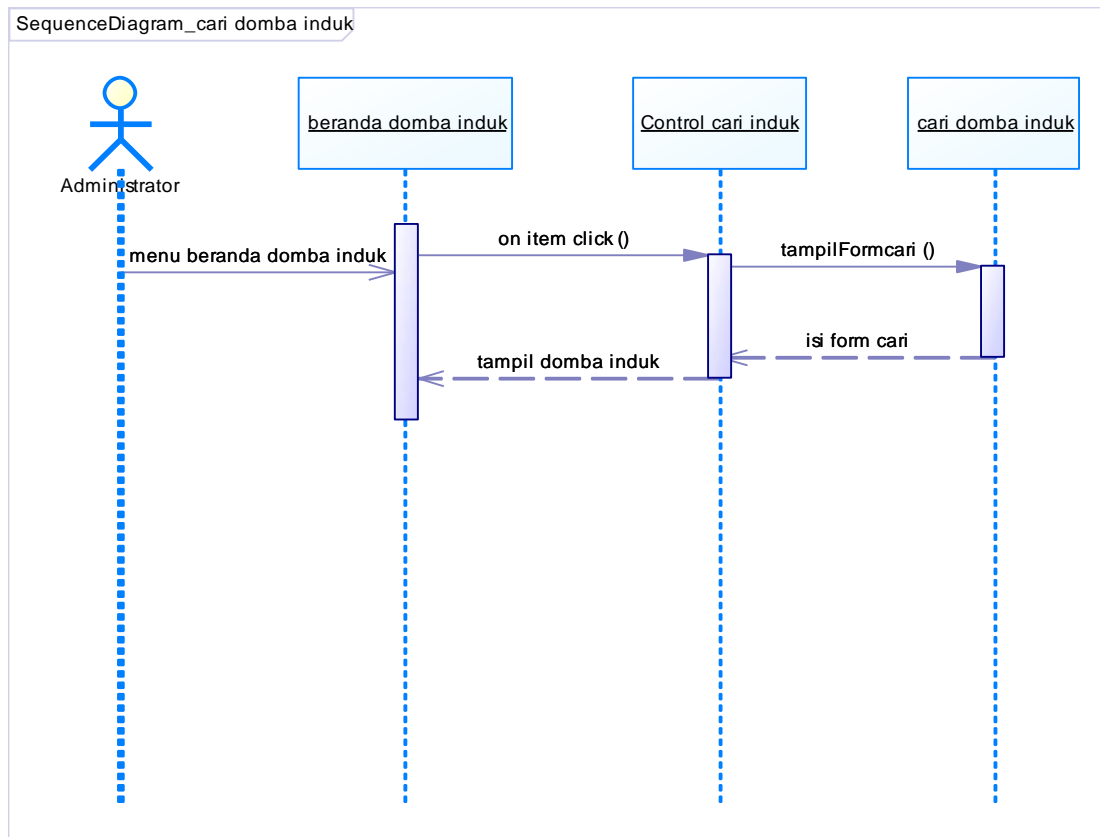 SequenceDiagram_cari domba induk
beranda domba induk
Control cari induk
cari domba induk
Administrator
on item click ()
tampilFormcari ()
menu beranda domba induk
isi form cari
tampil domba induk